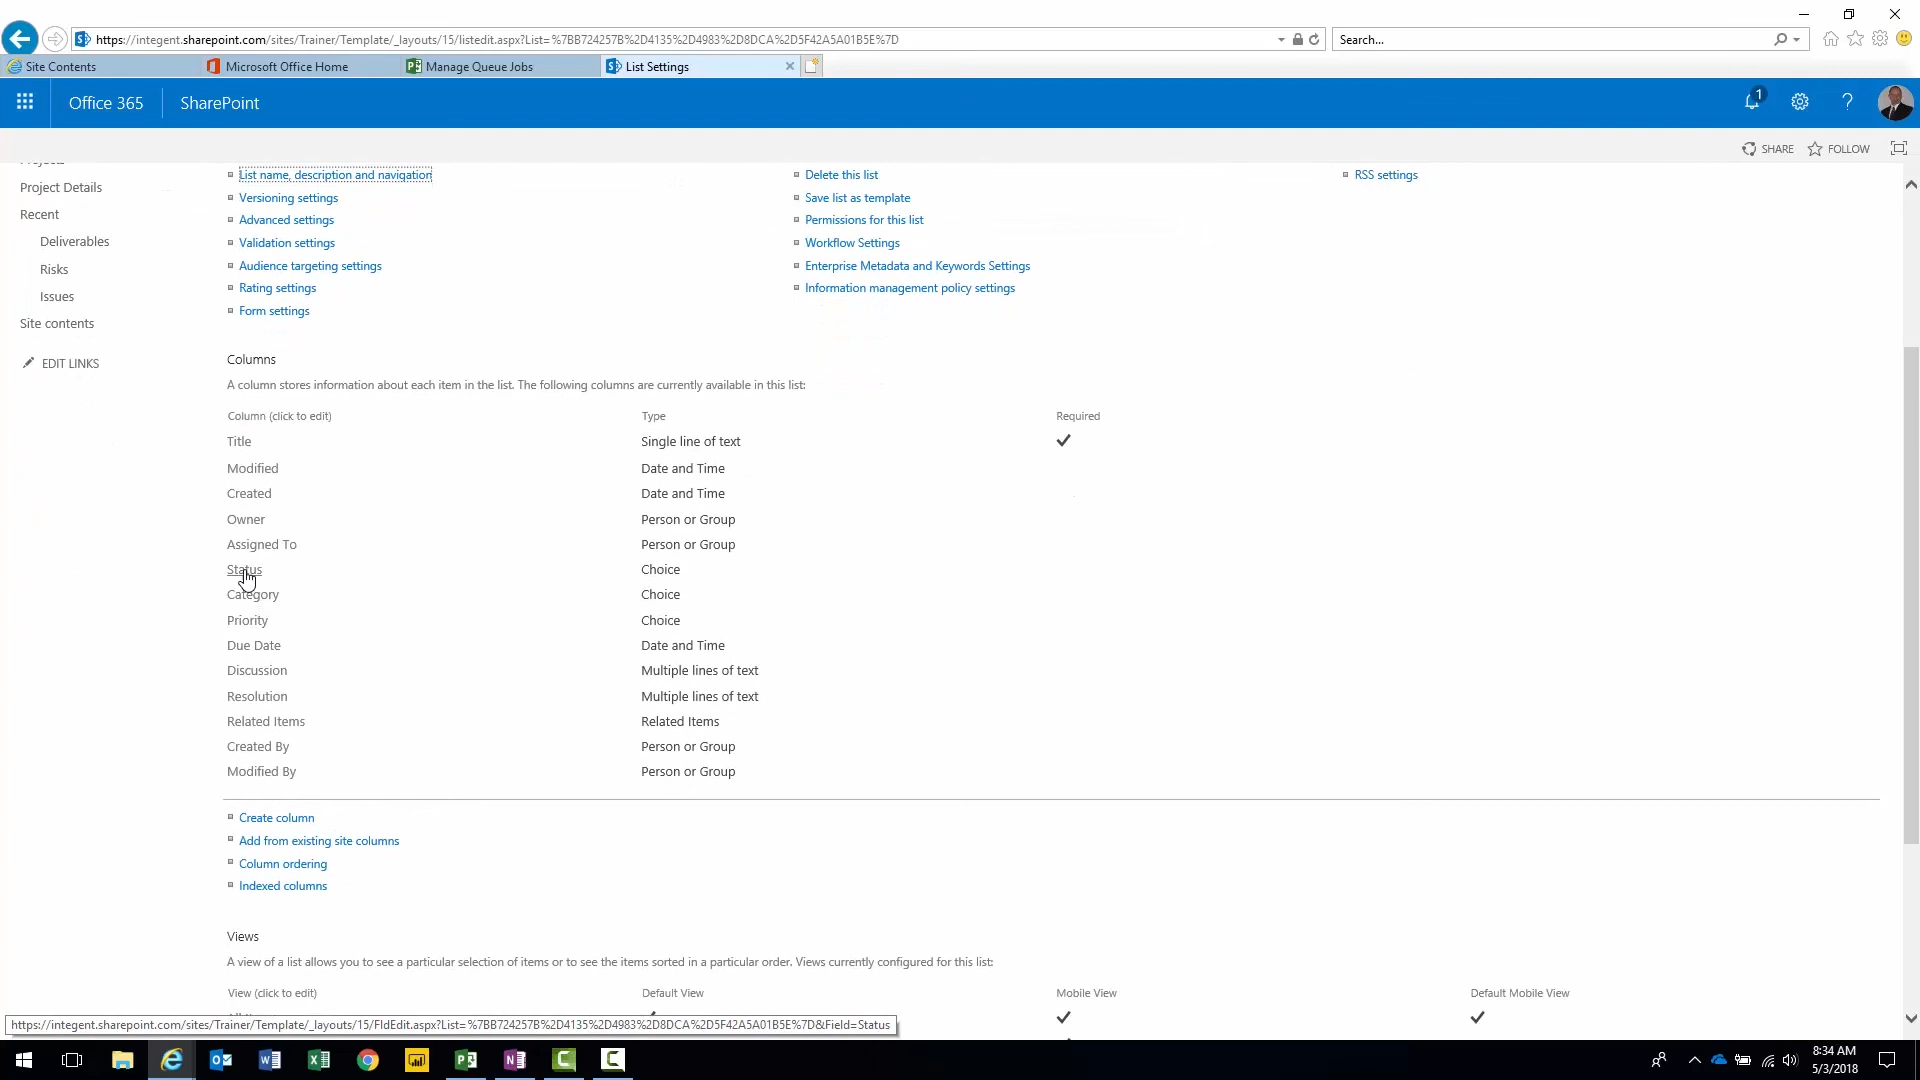 https://integent.sharepoint.com/sites/Trainer/Template/_layouts/15/listedit.aspx?List=%7BB724257B%2D4135%2D4983%2D8DCA%2D5F42A5A01B5E%7D
Search...
Site Contents
Microsoft Office Home
Manage Queue Jobs
List Settings
Office 365
SharePoint
1
?
SHARE
FOLLOW
Project Details
Recent
Deliverables
Risks
Issues
Site contents
EDIT LINKS
List name, description and navigation
Versioning settings
Advanced settings
Validation settings
Audience targeting settings
Rating settings
Form settings
Delete this list
Save list as template
Permissions for this list
Workflow Settings
Enterprise Metadata and Keywords Settings
Information management policy settings
RSS settings
Columns
A column stores information about each item in the list. The following columns are currently available in this list:
Column (click to edit) Type Required
Title Single line of text
Modified Date and Time
Created Date and Time
Owner Person or Group
Assigned To Person or Group
Status Choice
Category Choice
Priority Choice
Due Date Date and Time
Discussion Multiple lines of text
Resolution Multiple lines of text
Related Items Related Items
Created By Person or Group
Modified By Person or Group
Create column
Add from existing site columns
Column ordering
Indexed columns
Views
A view of a list allows you to see a particular selection of items or to see the items sorted in a particular order. Views currently configured for this list:
View (click to edit) Default View Mobile View Default Mobile View
https://integent.sharepoint.com/sites/Trainer/Template/_layouts/15/FldEdit.aspx?List=%7BB724257B%2D4135%2D4983%2D8DCA%2D5F42A5A01B5E%7D&Field=Status
8:34 AM
5/3/2018